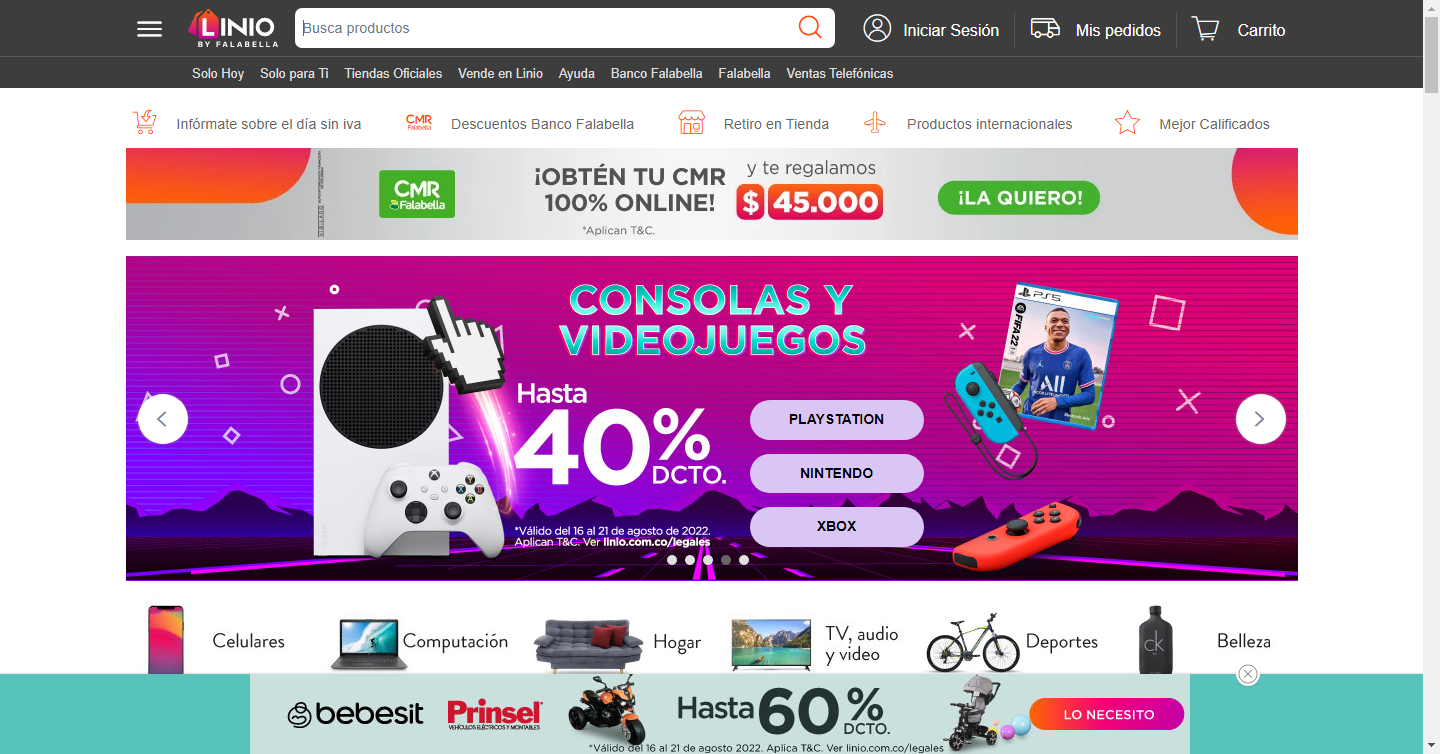 LINIO
BY FALABELLA
Busca productos
Iniciar Sesión
Mis pedidos
Carrito
Solo Hoy
Solo para Ti
Tiendas Oficiales
Vende en Linio
Ayuda
Banco Falabella
Falabella
Ventas Telefónicas
Infórmate sobre el día sin iva
CMR
Falabella
Descuentos Banco Falabella
Retiro en Tienda
Productos internacionales
Mejor Calificados
CMR
Falabella
¡OBTÉN TU CMR
100% ONLINE!
*Aplican T&C.
y te regalamos
$ 45.000
¡LA QUIERO!
CONSOLAS Y
VIDEOJUEGOS
Hasta
40%
DCTO.
*Válido del 16 al 21 de agosto de 2022.
Aplican T&C. Ver linio.com.co/legales
PLAYSTATION
NINTENDO
XBOX
PS5
FIFA 22
ALL
Celulares
Computación
Hogar
TV, audio
y video
Deportes
ck
Belleza
bebesit
Prinsel
VEHÍCULOS ELÉCTRICOS Y MONTABLES
Hasta 60%
DCTO.
*Válido del 16 al 21 de agosto 2022. Aplica T&C. Ver linio.com.co/legales
LO NECESITO